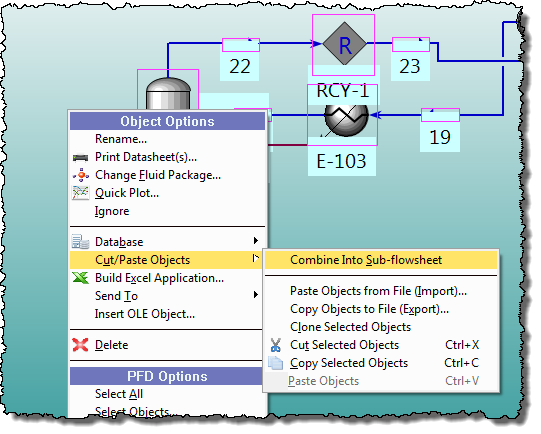 R
22
23
RCY-1
19
E-103
Object Options
Rename...
Print Datasheet(s)...
Change Fluid Package...
Quick Plot...
Ignore
Database
Cut/Paste Objects
Build Excel Application...
Send To
Insert OLE Object...
Delete
PFD Options
Select All
Select Objects...
Combine Into Sub-flowsheet
Paste Objects from File (Import)...
Copy Objects to File (Export)...
Clone Selected Objects
Cut Selected Objects Ctrl+X
Copy Selected Objects Ctrl+C
Paste Objects Ctrl+V